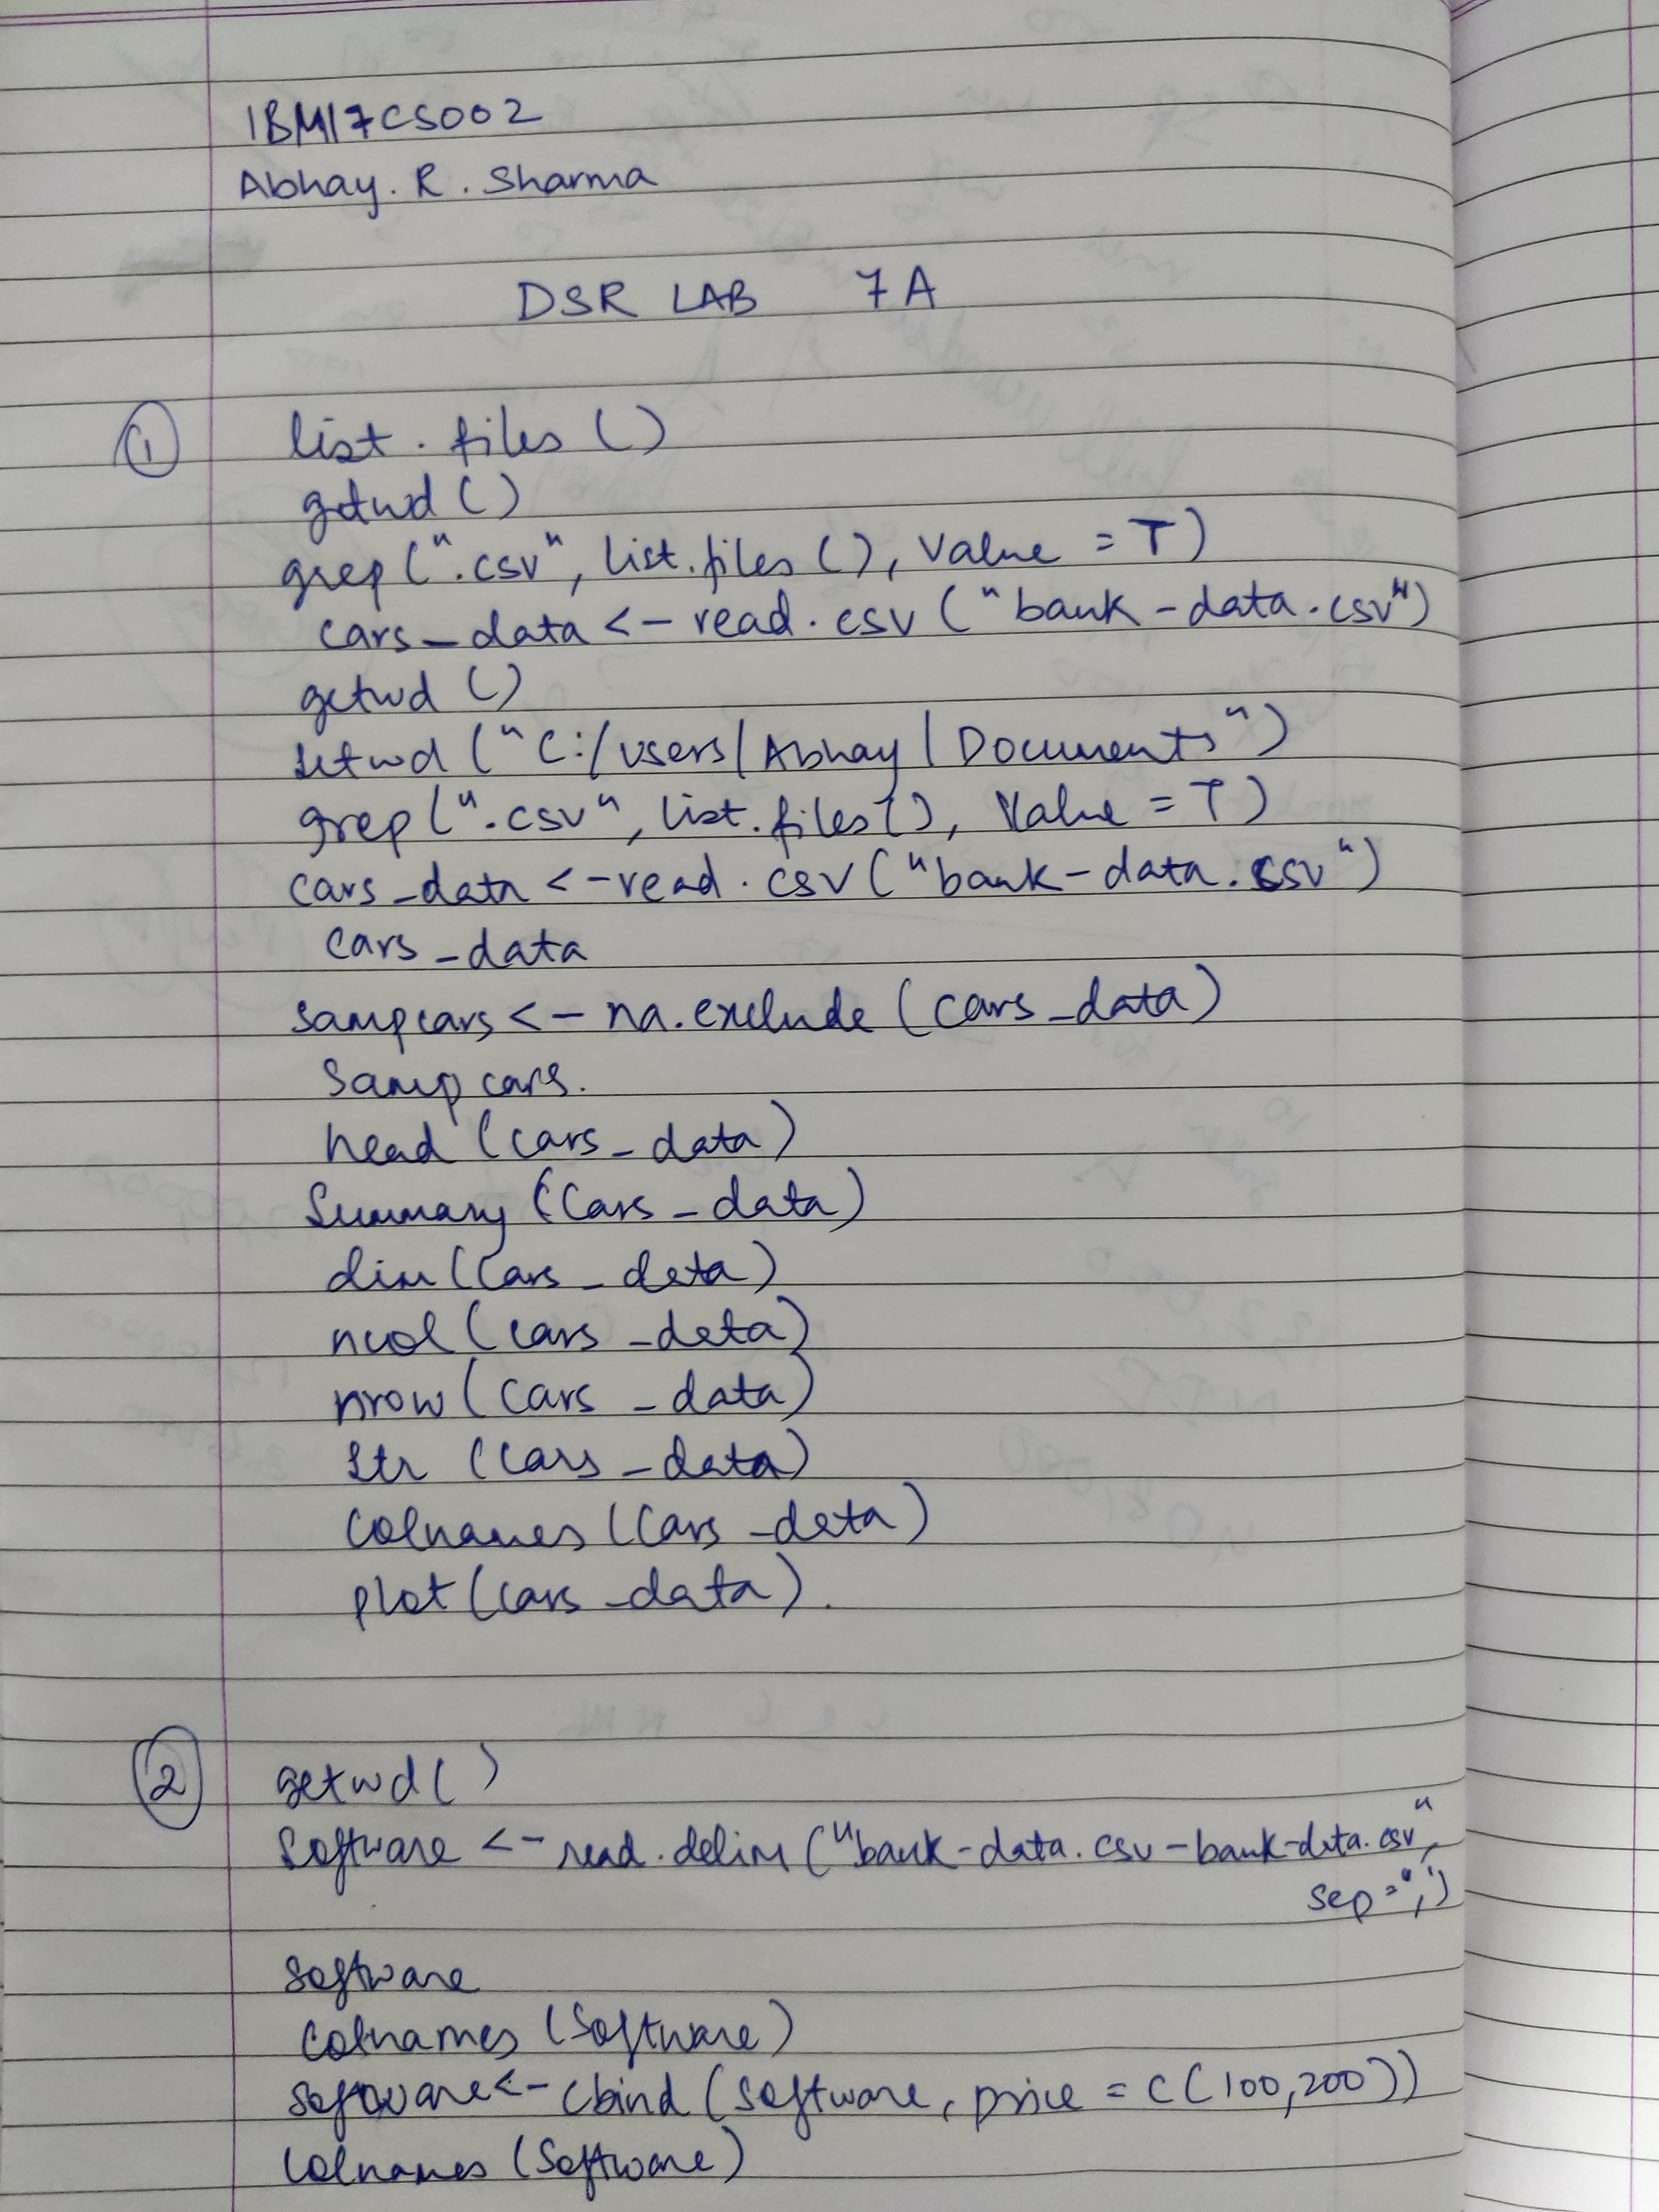 1BM17CS002
Abhay. R. Sharma
DSR LAB 7A
① list.files ()
getwd ()
grep (".csv", list.files (), Value = T)
cars_data <- read.csv ("bank-data.csv")
getwd ()
setwd ("C:/users/Abhay/Documents")
grep (".csv", list.files(), Value = T)
cars_data <- read.csv ("bank-data.csv")
cars_data
sampcars <- na.exclude (cars_data)
Sampcars.
head (cars_data)
Summary (cars_data)
dim (cars_data)
ncol (cars_data)
nrow (cars_data)
str (cars_data)
Colnames (cars_data)
plot (cars_data).
② getwd ()
Software <- read.delim ("bank-data.csv-bank-data.csv",
sep=",")
software
Colnames (Software)
software <- Cbind (software, price = c(100,200))
Colnames (Software)